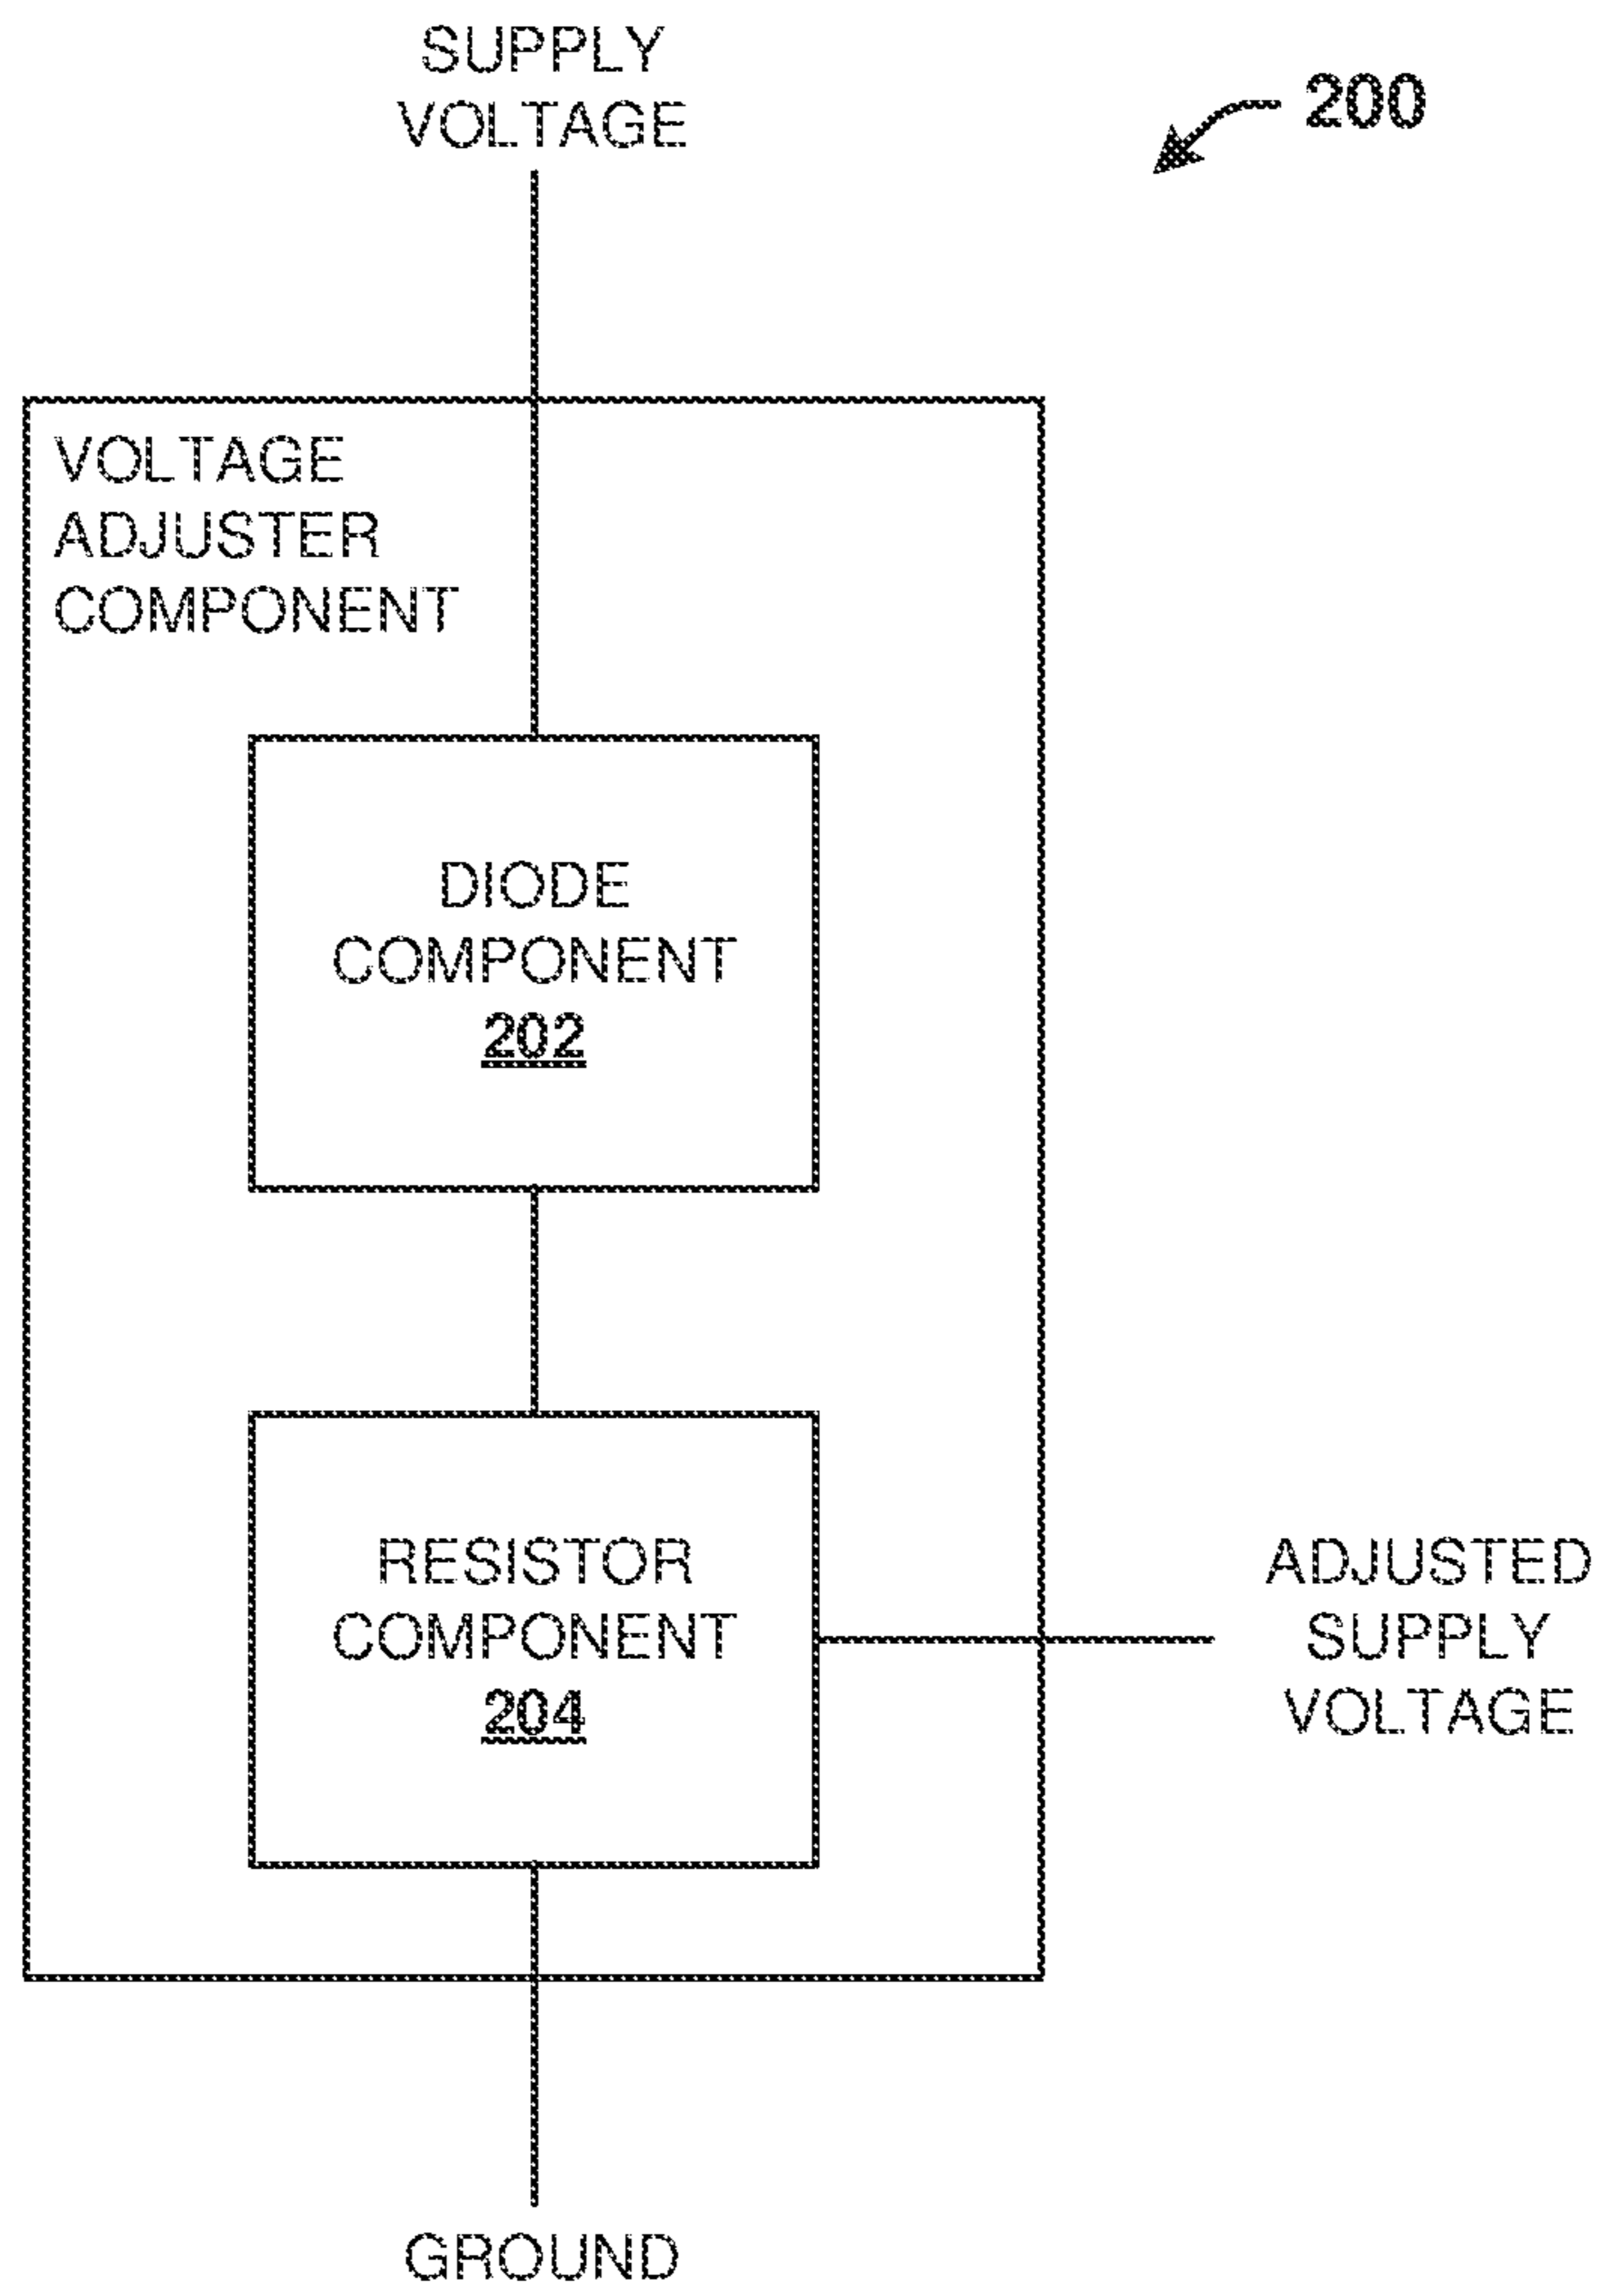 SUPPLY
VOLTAGE
200
VOLTAGE
ADJUSTER
COMPONENT
DIODE
COMPONENT
202
RESISTOR
COMPONENT
204
ADJUSTED
SUPPLY
VOLTAGE
GROUND